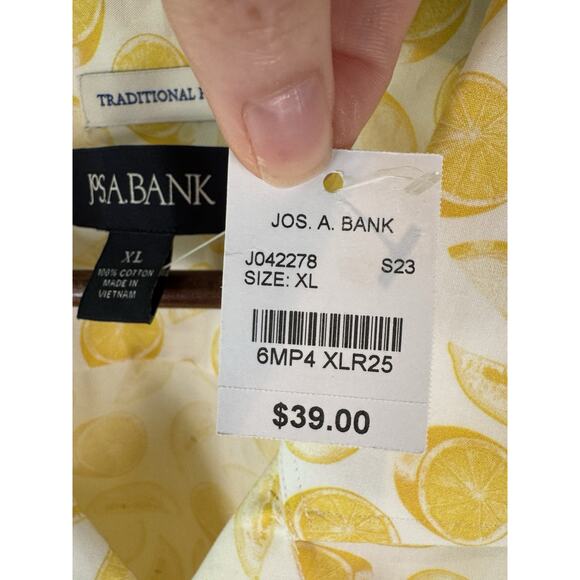 TRADITIONAL
JOS.A.BANK
XL
100% COTTON
MADE IN
VIETNAM
JOS. A. BANK
J042278 S23
SIZE: XL
6MP4 XLR25
$39.00